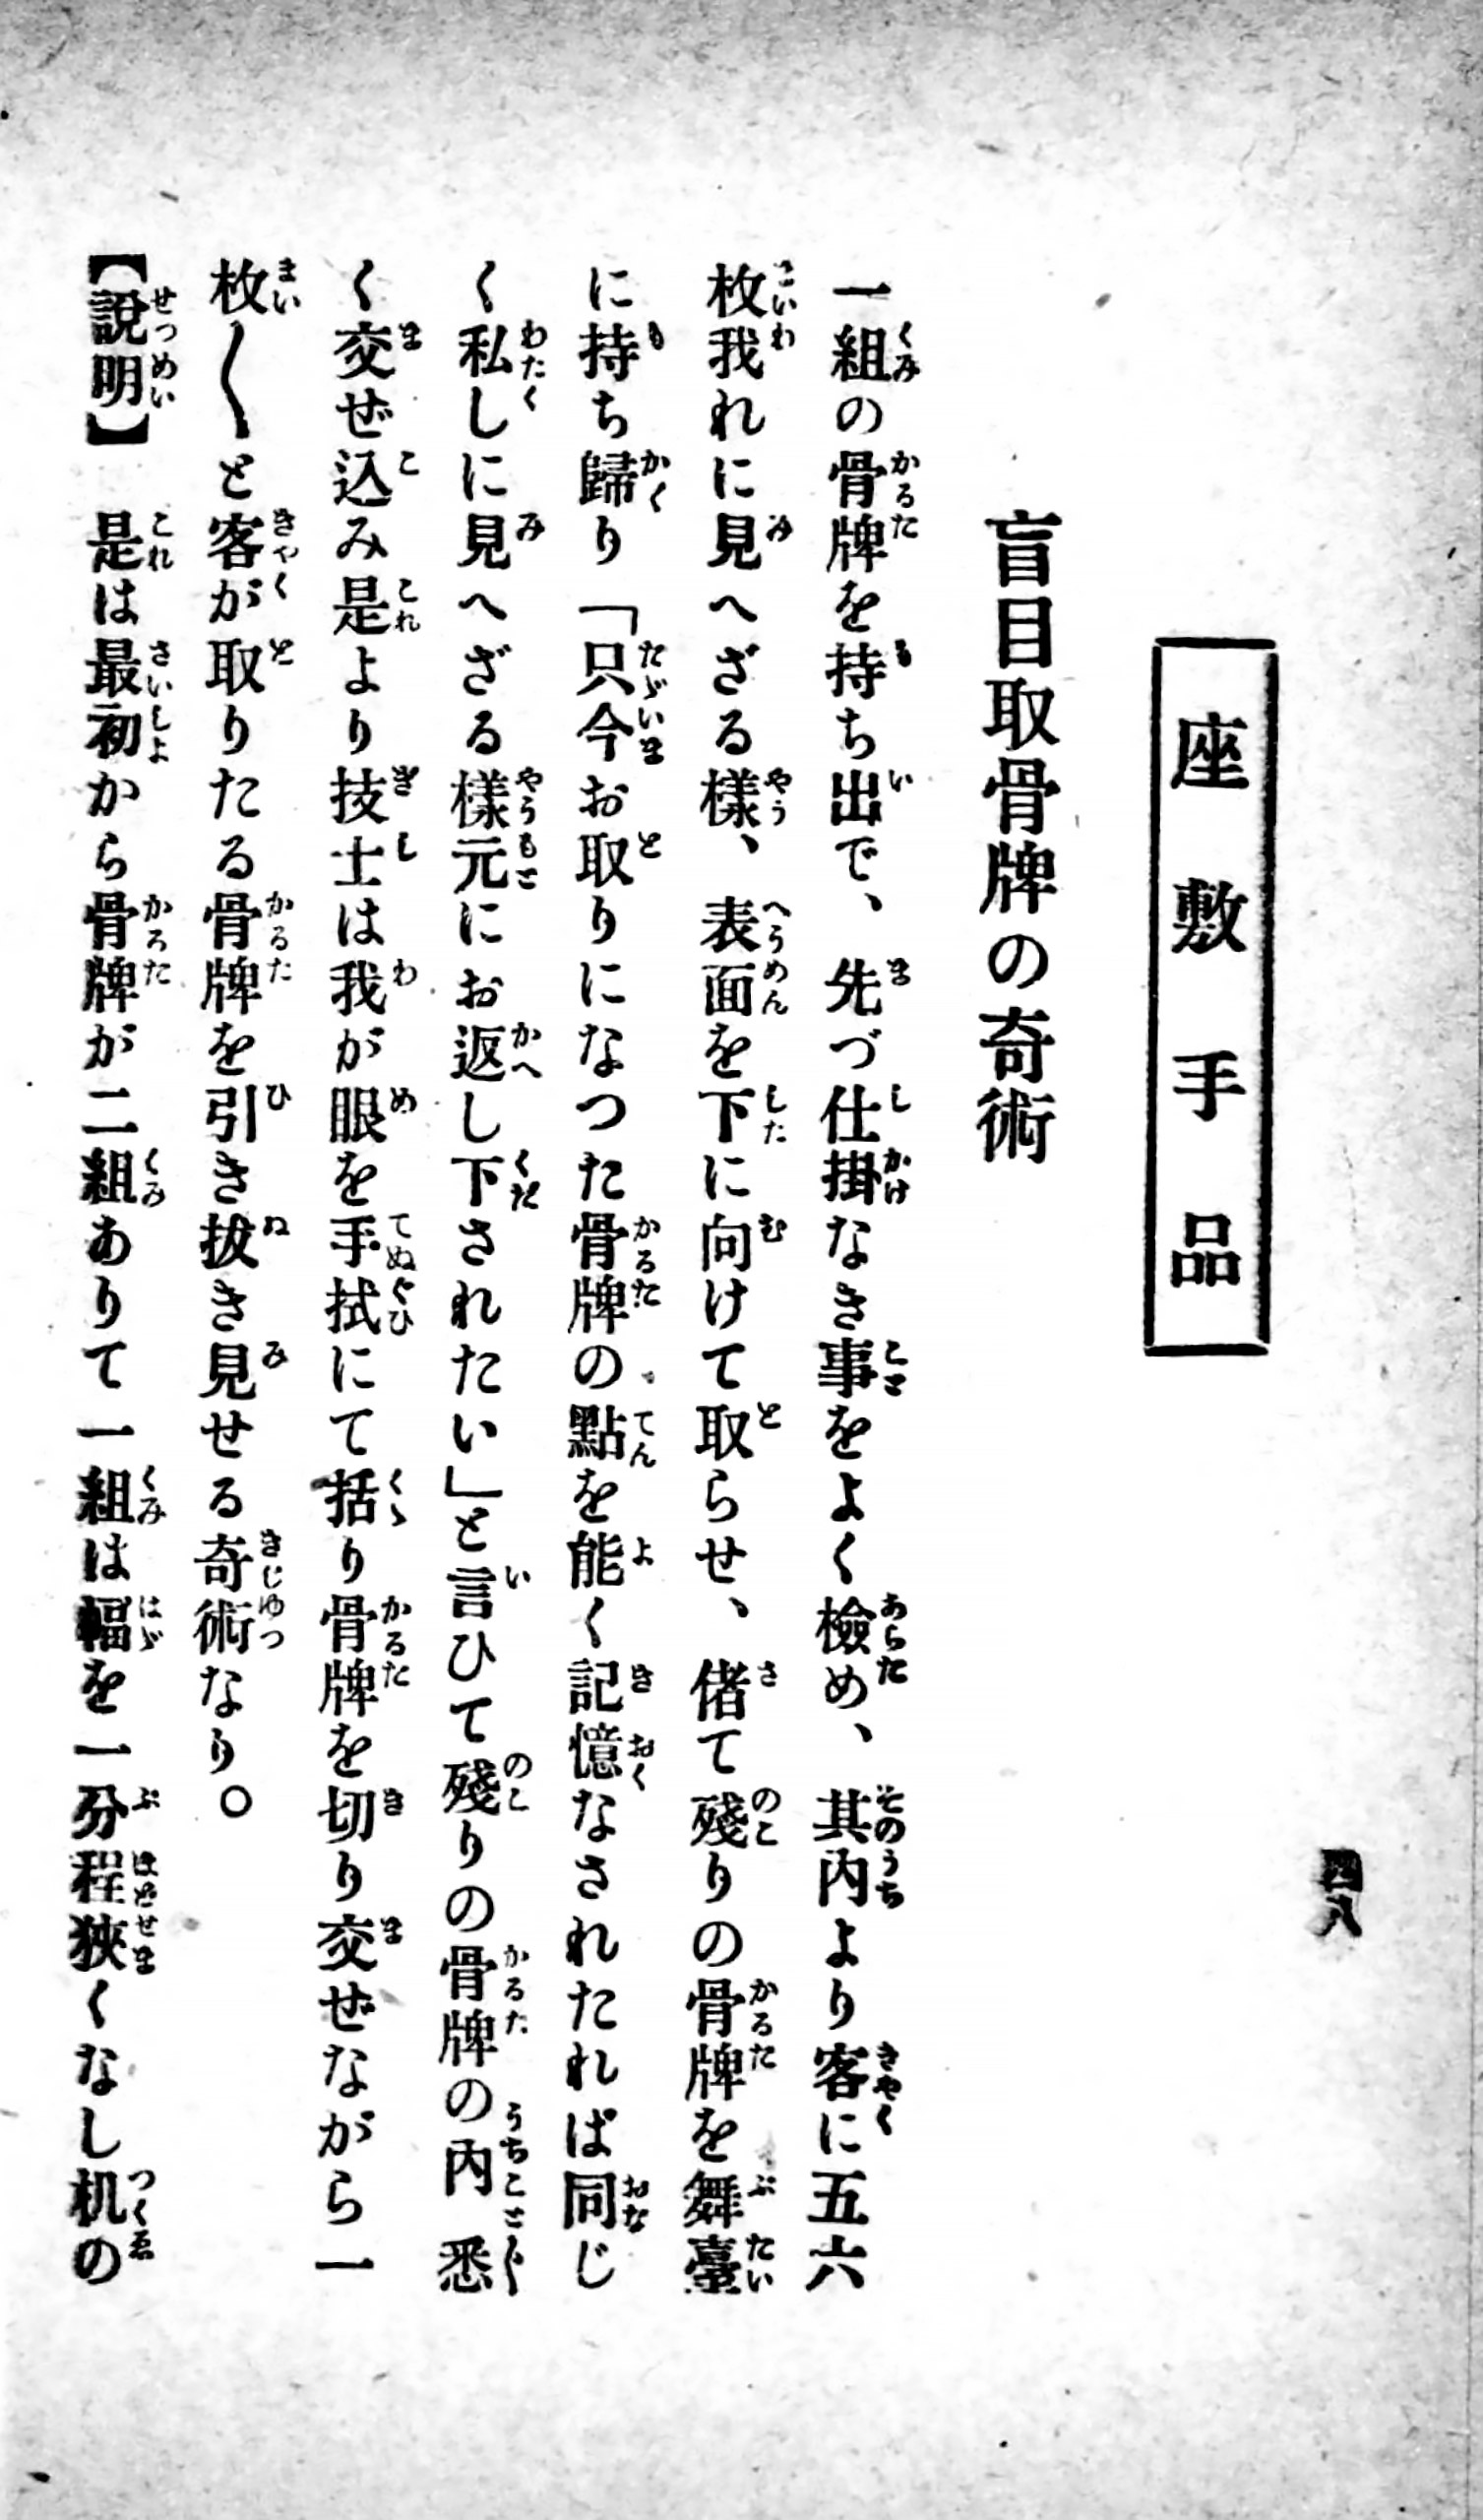 四八
座敷手品
盲目取骨牌の奇術
一組の骨牌を持ち出で、先づ仕掛なき事をよく檢め、其内より客に五六
枚我れに見へざる樣、表面を下に向けて取らせ、偖て殘りの骨牌を舞臺
に持ち歸り「只今お取りになつた骨牌の點を能く記憶なされたれば同じ
く私しに見へざる樣元にお返し下されたい」と言ひて殘りの骨牌の內悉
く交ぜ込み是より技士は我が眼を手拭にて括り骨牌を切り交ぜながら一
枚〱と客が取りたる骨牌を引き拔き見せる奇術なり。
【說明】是は最初から骨牌が二組ありて一組は幅を一分程狹くなし机の